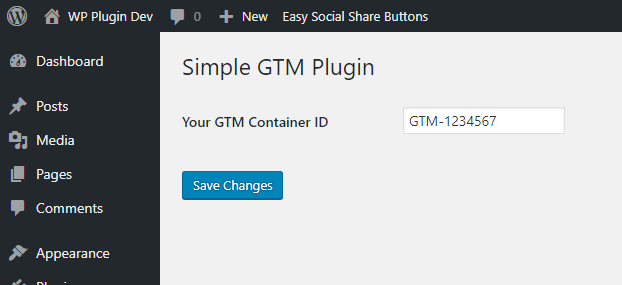 WP Plugin Dev 0 New Easy Social Share Buttons
Dashboard
Posts
Media
Pages
Comments
Appearance
Simple GTM Plugin
Your GTM Container ID GTM-1234567
Save Changes